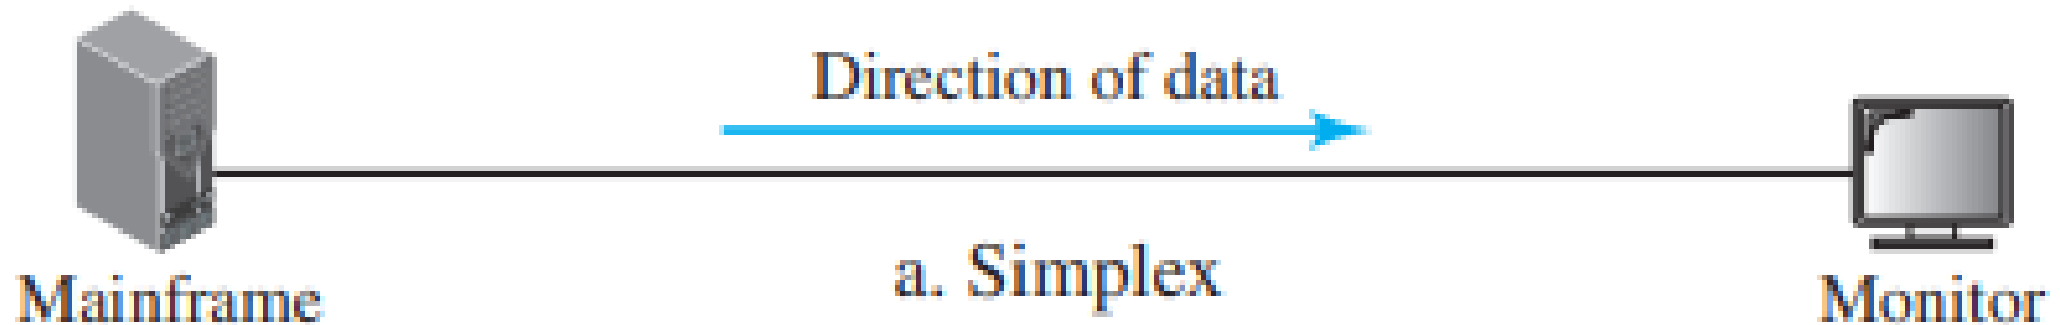 Direction of data
a. Simplex
Mainframe
Monitor